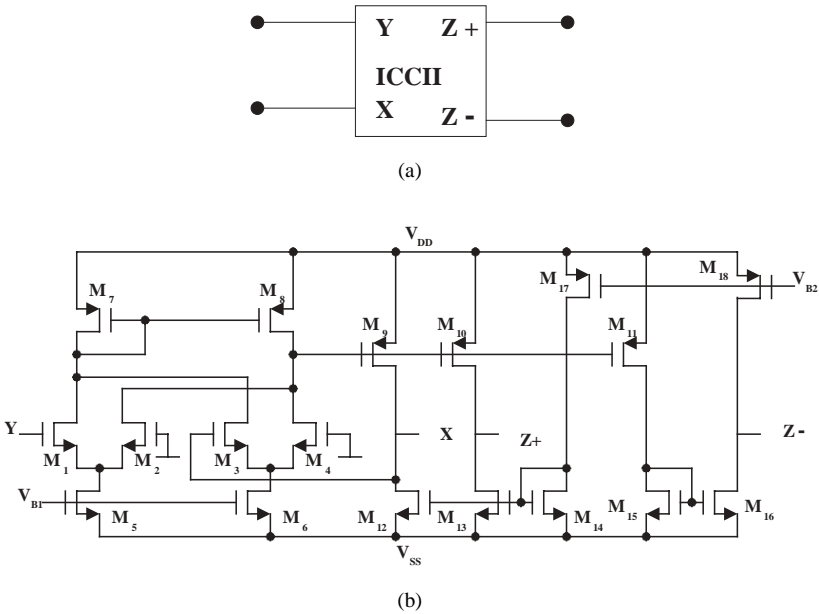 Y Z +
ICCII
X Z -
(a)
V_DD
M_17 M_18 V_B2
M_7 M_8
M_9 M_10 M_11
Y X Z+ Z -
M_1 M_2 M_3 M_4
V_B1
M_5 M_6 M_12 M_13 M_14 M_15 M_16
V_SS
(b)